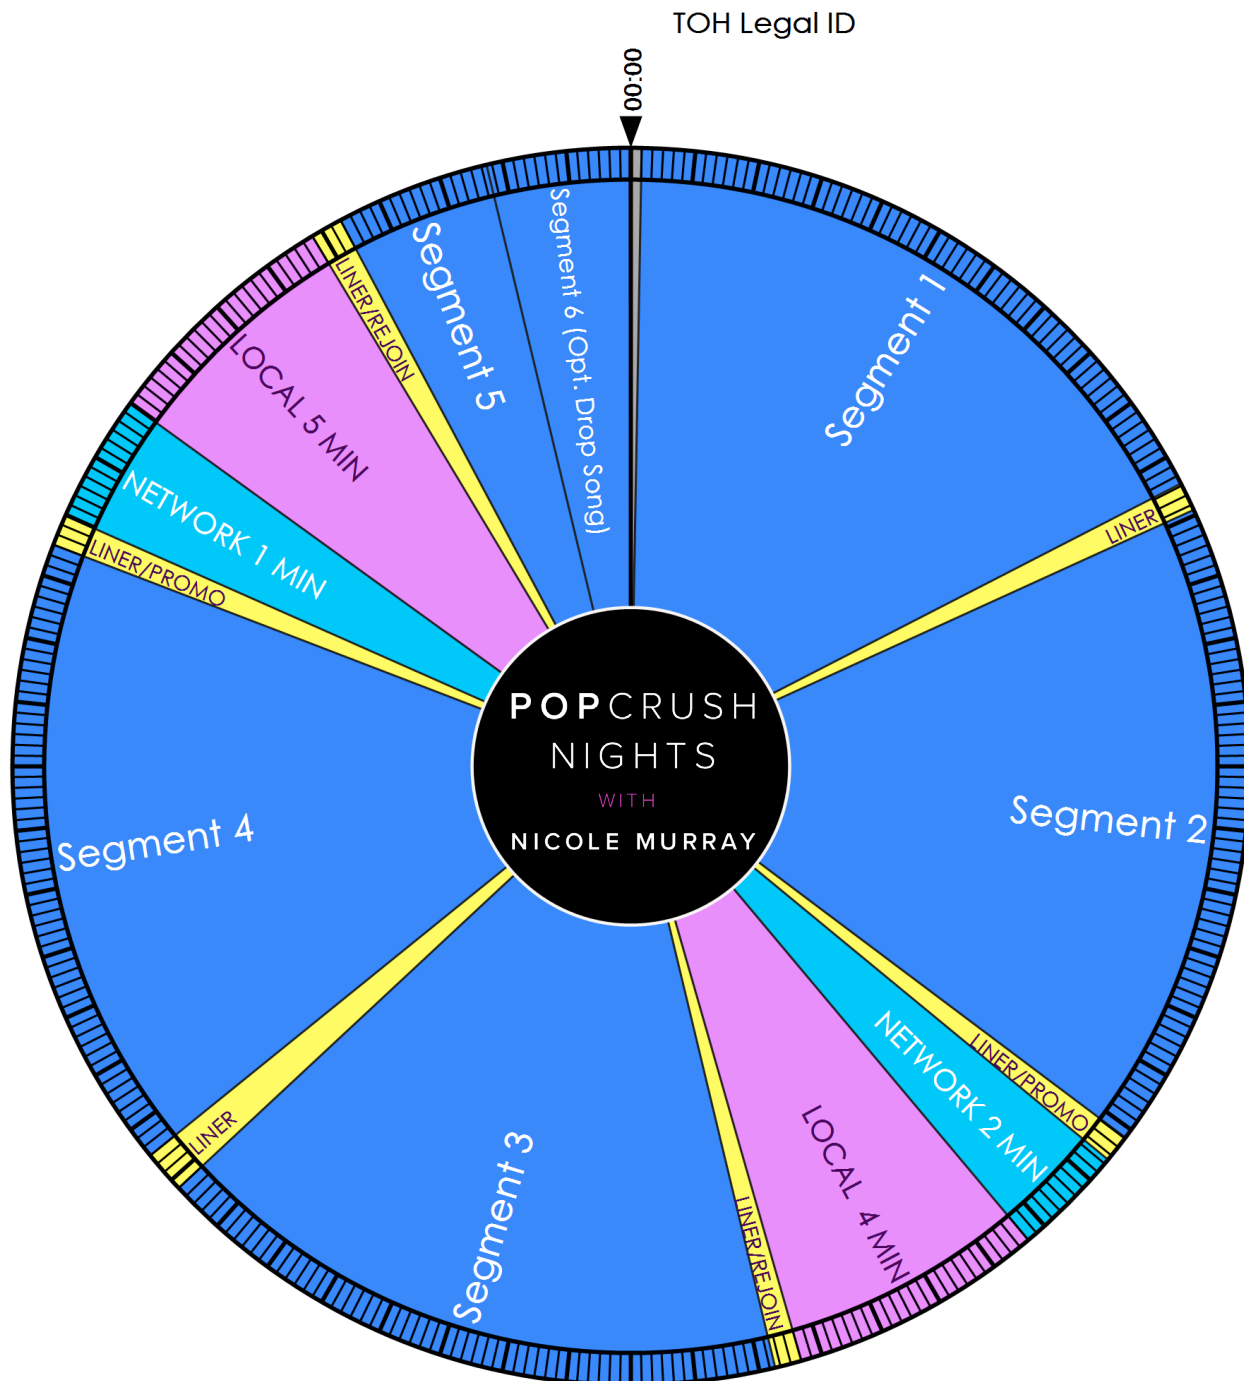 TOH Legal ID
00:00
Segment 1
LINER
Segment 2
LINER/PROMO
NETWORK 2 MIN
LOCAL 4 MIN
LINER/REJOIN
Segment 3
LINER
Segment 4
LINER/PROMO
NETWORK 1 MIN
LOCAL 5 MIN
LINER/REJOIN
Segment 5
Segment 6 (Opt. Drop Song)
POPCRUSH
NIGHTS
WITH
NICOLE MURRAY